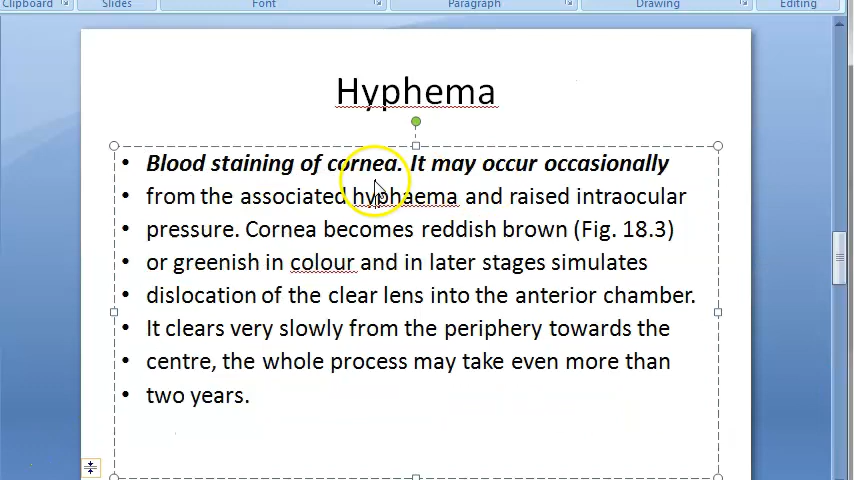 Clipboard Slides Font Paragraph Drawing Editing
Hyphema
• Blood staining of cornea. It may occur occasionally
• from the associated hyphaema and raised intraocular
• pressure. Cornea becomes reddish brown (Fig. 18.3)
• or greenish in colour and in later stages simulates
• dislocation of the clear lens into the anterior chamber.
• It clears very slowly from the periphery towards the
• centre, the whole process may take even more than
• two years.